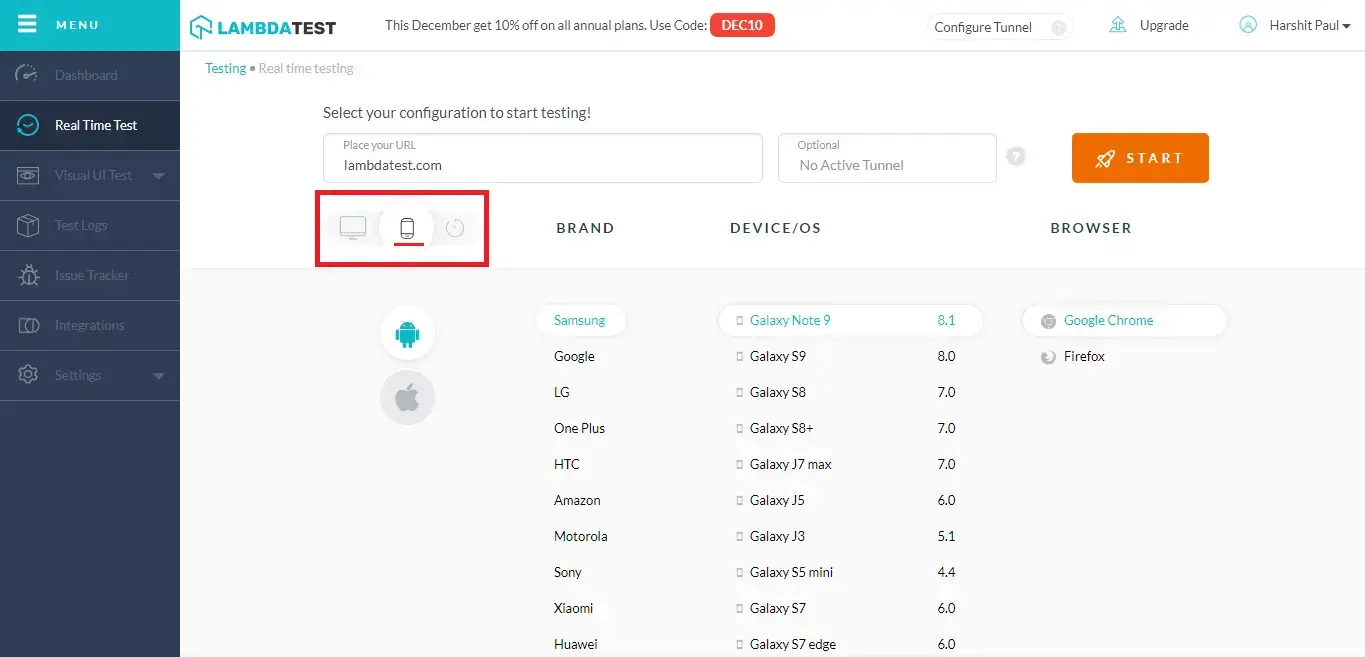 MENU
LAMBDATEST
This December get 10% off on all annual plans. Use Code: DEC10
Configure Tunnel ?
Upgrade
Harshit Paul
Dashboard
Real Time Test
Visual UI Test
Test Logs
Issue Tracker
Integrations
Settings
Testing • Real time testing
Select your configuration to start testing!
Place your URL
lambdatest.com
Optional
No Active Tunnel
?
START
BRAND DEVICE/OS BROWSER
Samsung Galaxy Note 9 8.1 Google Chrome
Google Galaxy S9 8.0 Firefox
LG Galaxy S8 7.0
One Plus Galaxy S8+ 7.0
HTC Galaxy J7 max 7.0
Amazon Galaxy J5 6.0
Motorola Galaxy J3 5.1
Sony Galaxy S5 mini 4.4
Xiaomi Galaxy S7 6.0
Huawei Galaxy S7 edge 6.0